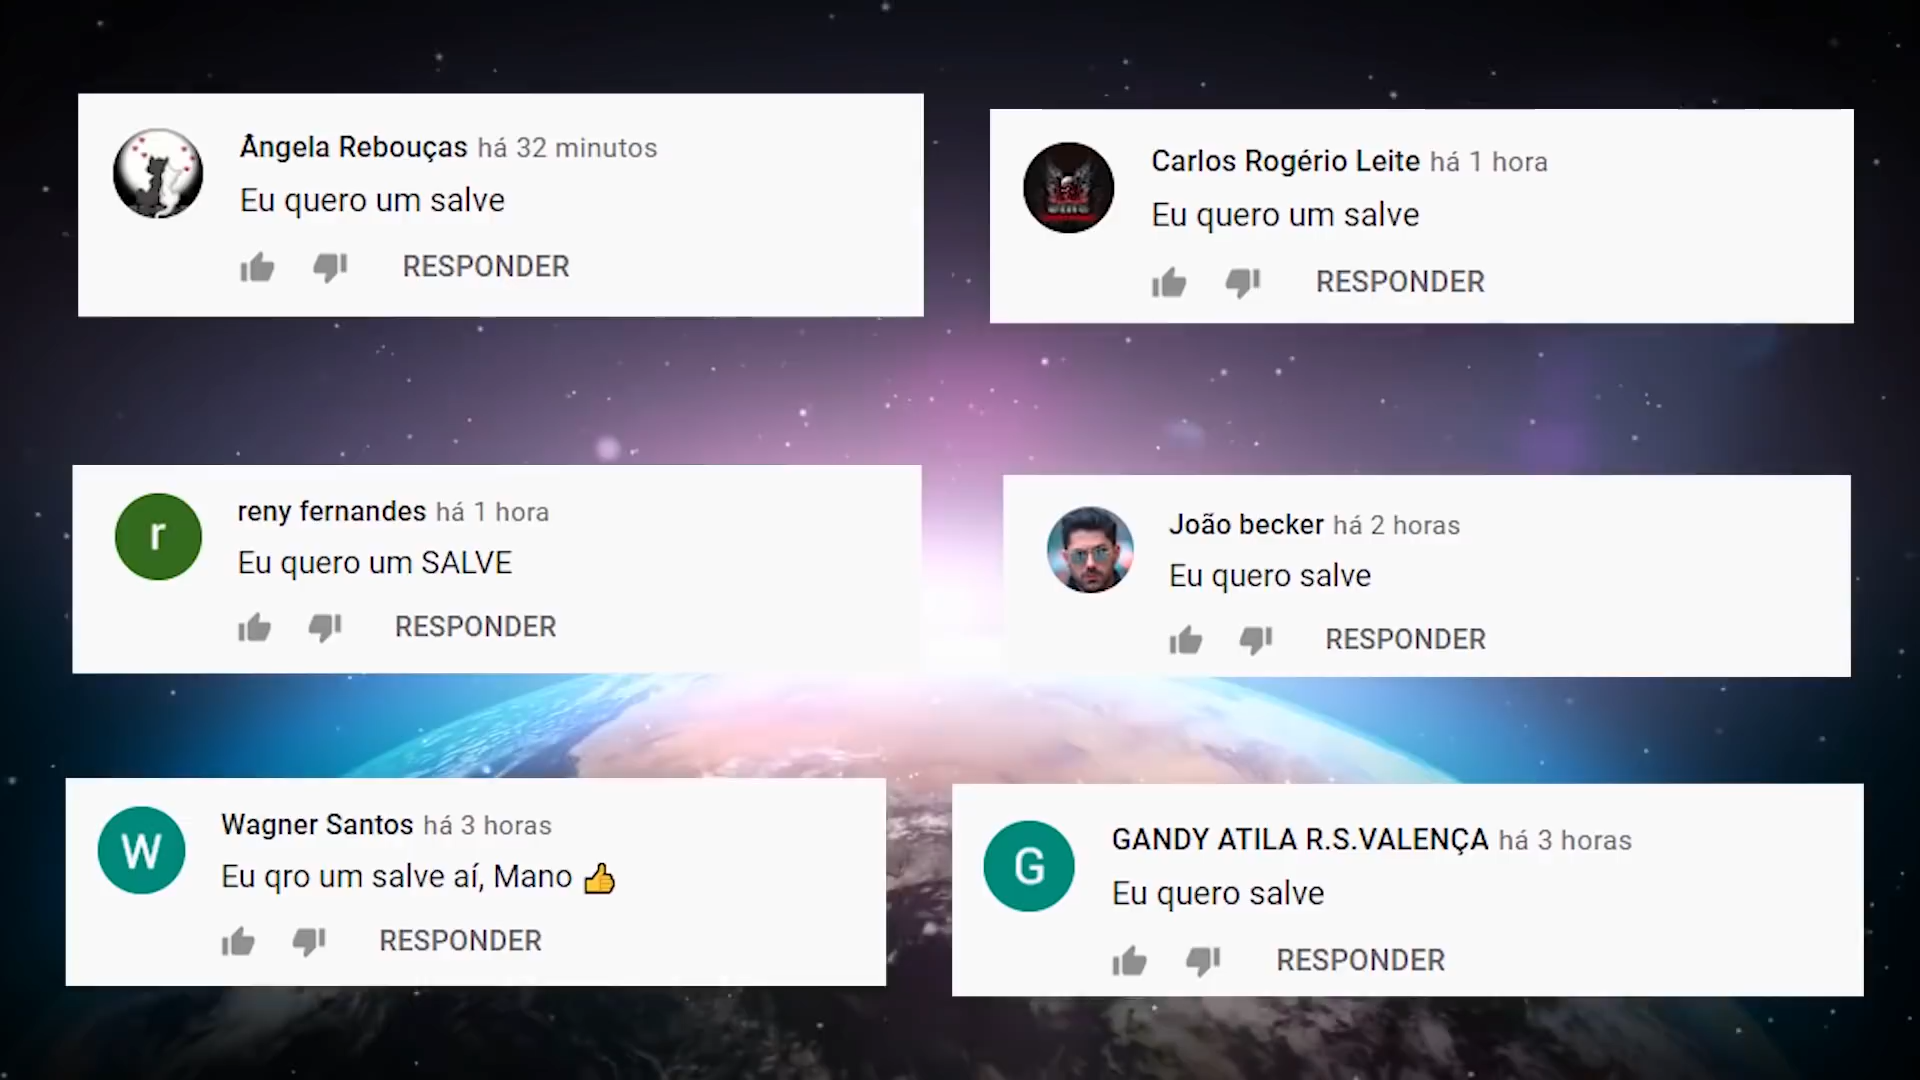 Ângela Rebouças há 32 minutos
Eu quero um salve
RESPONDER
Carlos Rogério Leite há 1 hora
Eu quero um salve
RESPONDER
r
reny fernandes há 1 hora
Eu quero um SALVE
RESPONDER
João becker há 2 horas
Eu quero salve
RESPONDER
W
Wagner Santos há 3 horas
Eu qro um salve aí, Mano 👍
RESPONDER
G
GANDY ATILA R.S.VALENÇA há 3 horas
Eu quero salve
RESPONDER